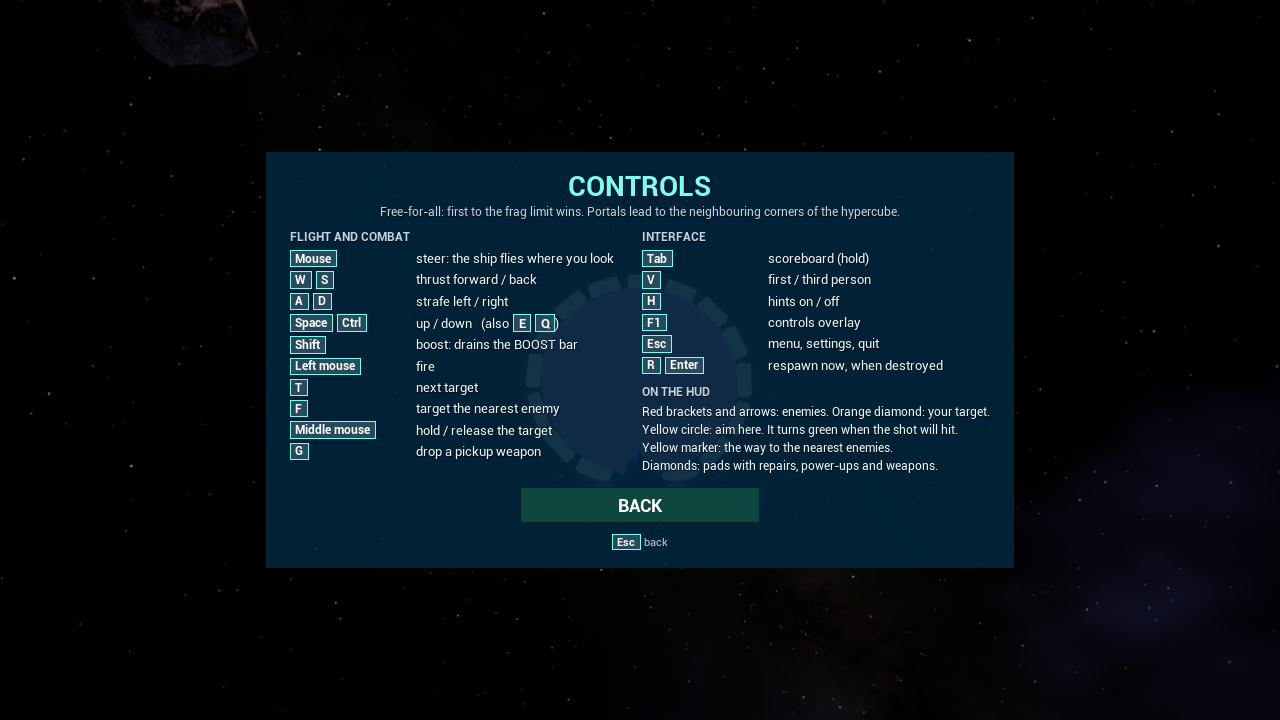 CONTROLS
Free-for-all: first to the frag limit wins. Portals lead to the neighbouring corners of the hypercube.
FLIGHT AND COMBAT
Mouse steer: the ship flies where you look
W S thrust forward / back
A D strafe left / right
Space Ctrl up / down (also E Q)
Shift boost: drains the BOOST bar
Left mouse fire
T next target
F target the nearest enemy
Middle mouse hold / release the target
G drop a pickup weapon
INTERFACE
Tab scoreboard (hold)
V first / third person
H hints on / off
F1 controls overlay
Esc menu, settings, quit
R Enter respawn now, when destroyed
ON THE HUD
Red brackets and arrows: enemies. Orange diamond: your target.
Yellow circle: aim here. It turns green when the shot will hit.
Yellow marker: the way to the nearest enemies.
Diamonds: pads with repairs, power-ups and weapons.
BACK
Esc back